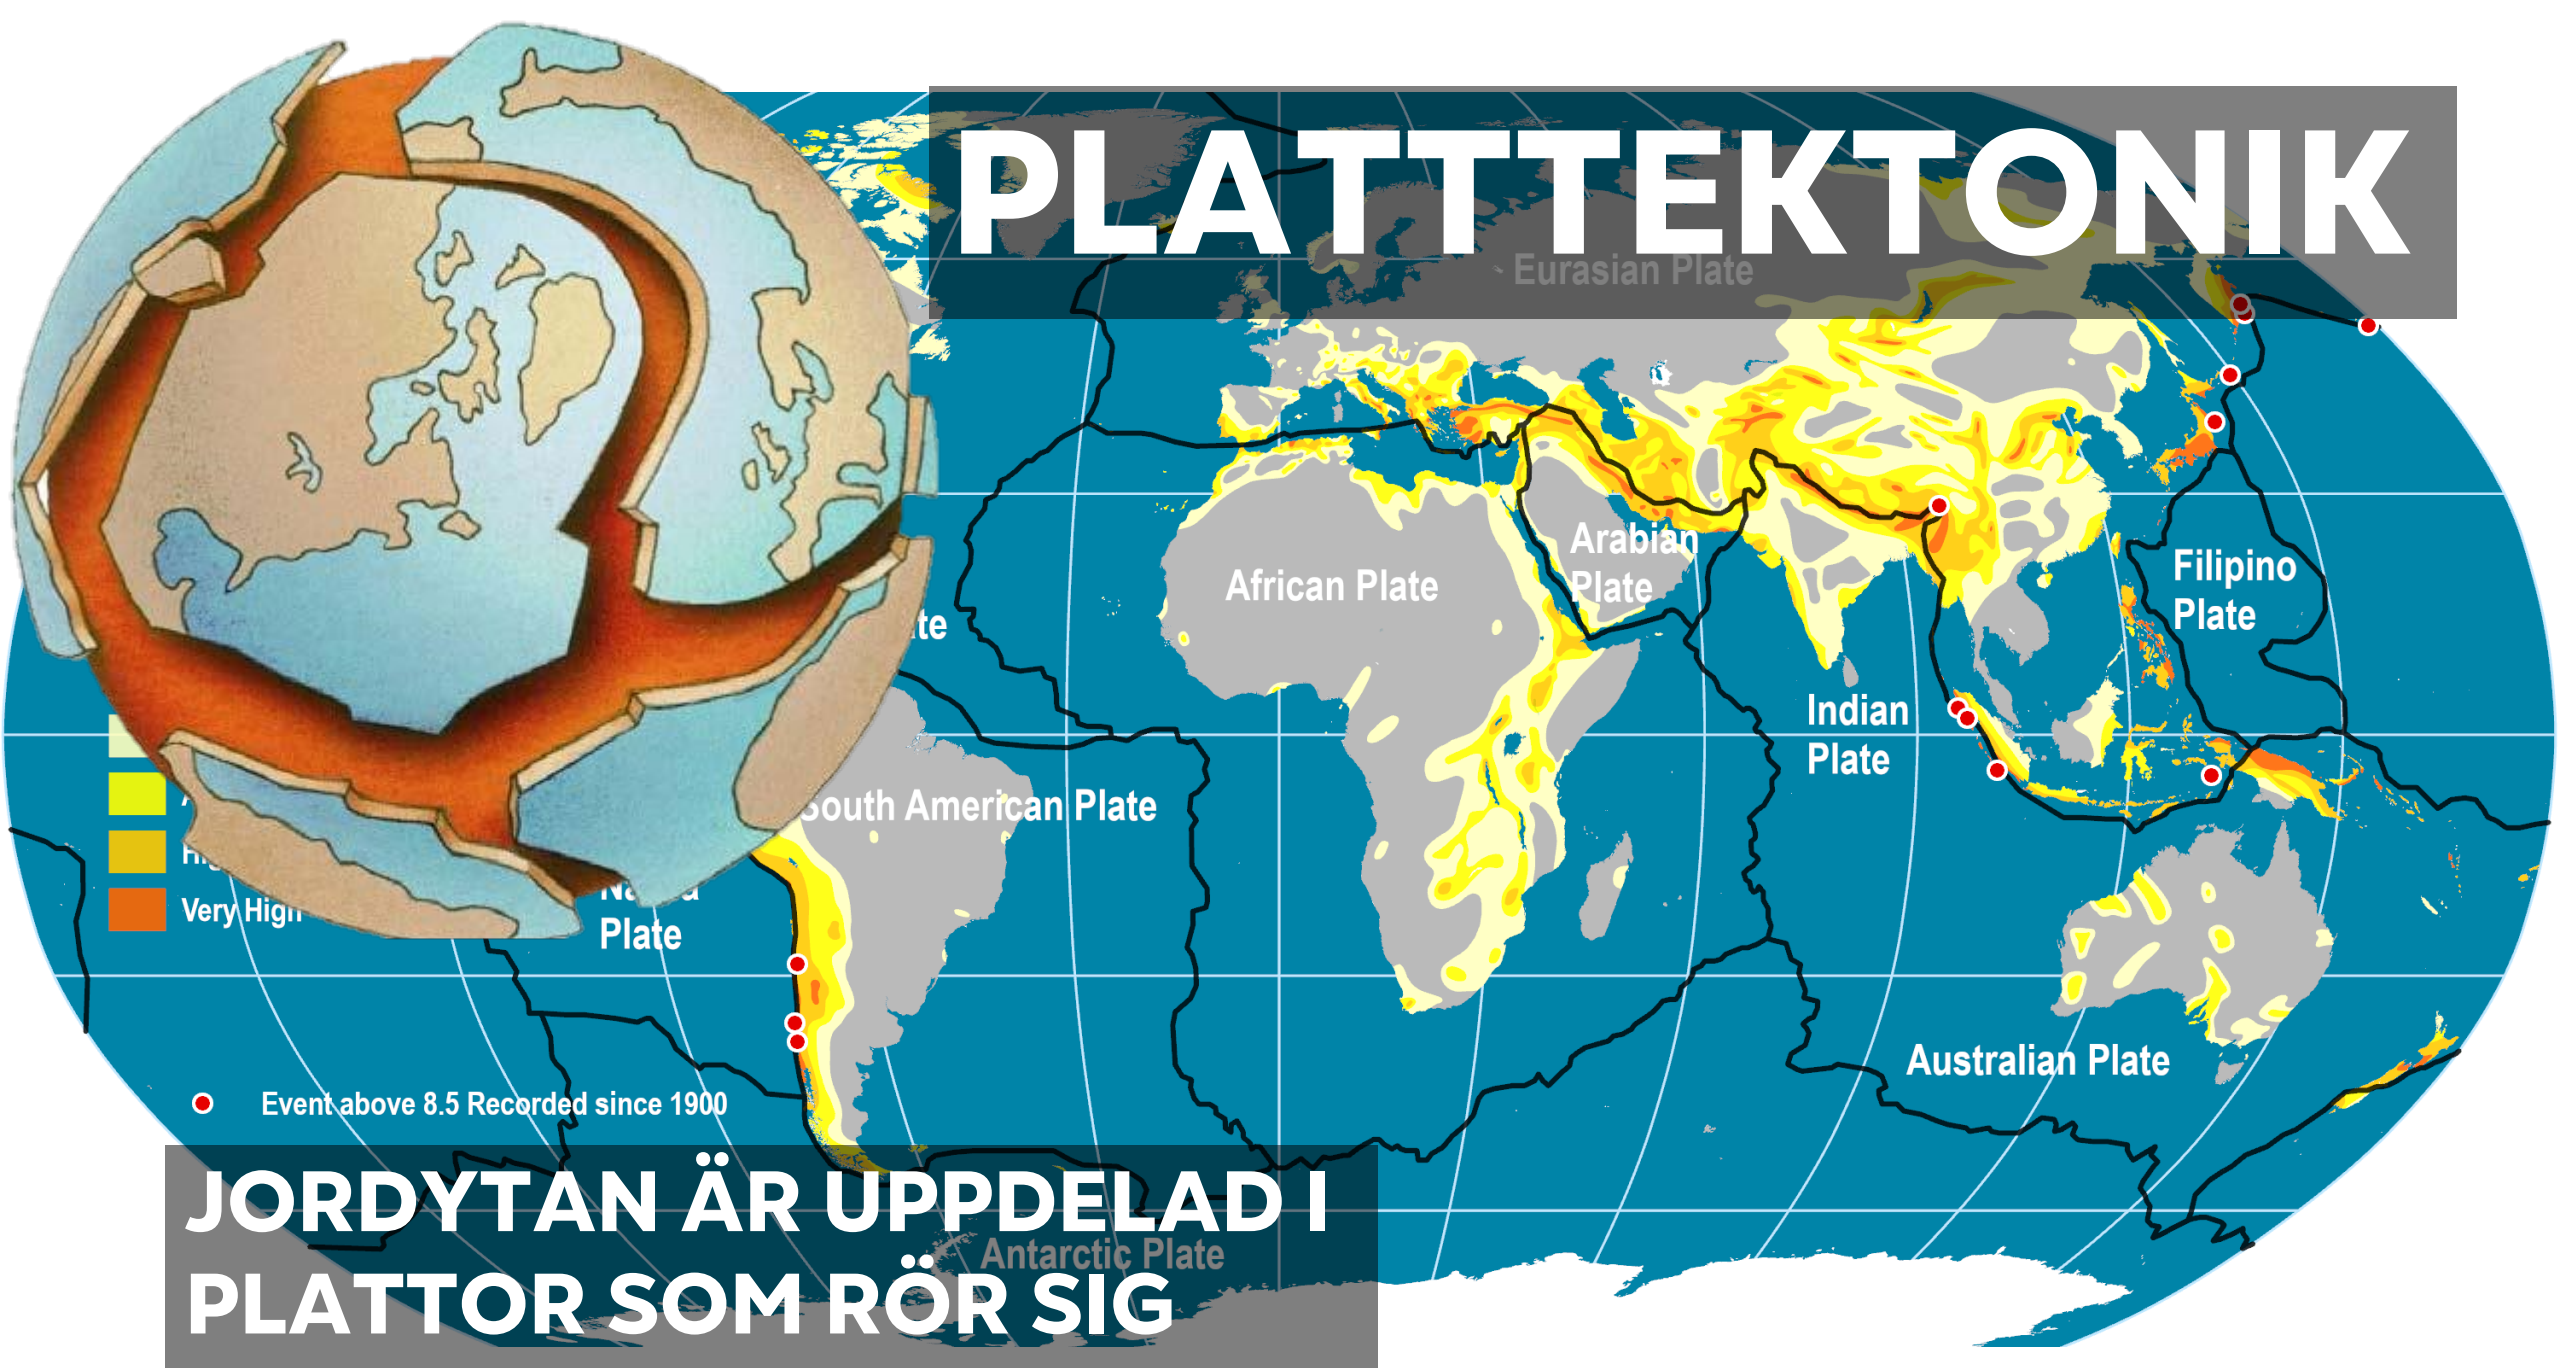 PLATTTEKTONIK
Eurasian Plate
Arabian
Plate
African Plate
Filipino
Plate
te
Indian
Plate
South American Plate
Plate
Very High
Australian Plate
Event above 8.5 Recorded since 1900
JORDYTAN ÄR UPPDELAD I
PLATTOR SOM RÖR SIG
Antarctic Plate